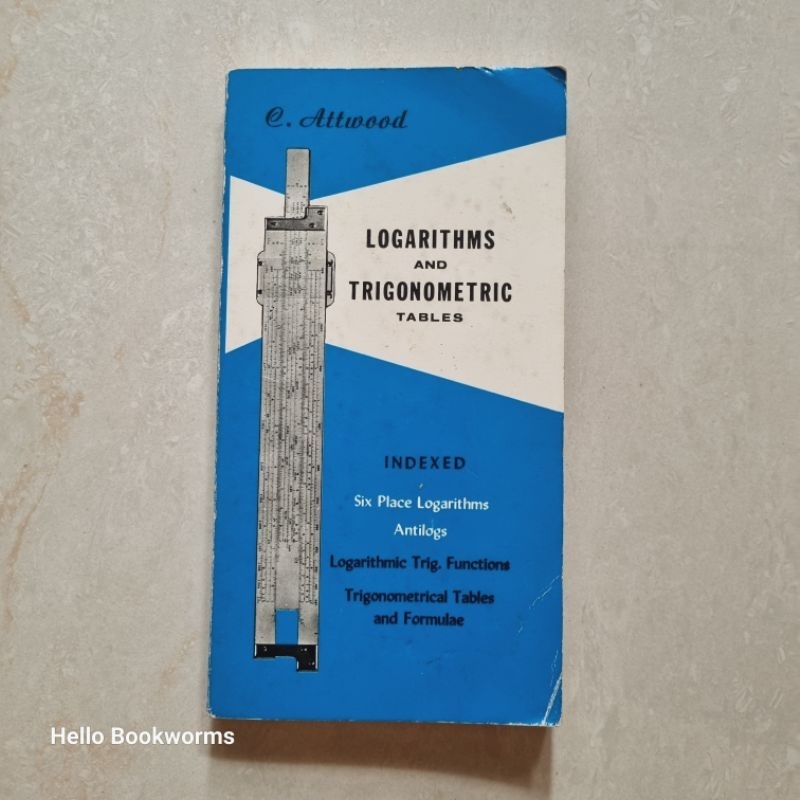 C. Attwood
LOGARITHMS
AND
TRIGONOMETRIC
TABLES
INDEXED
Six Place Logarithms
Antilogs
Logarithmic Trig. Functions
Trigonometrical Tables
and Formulae
Hello Bookworms